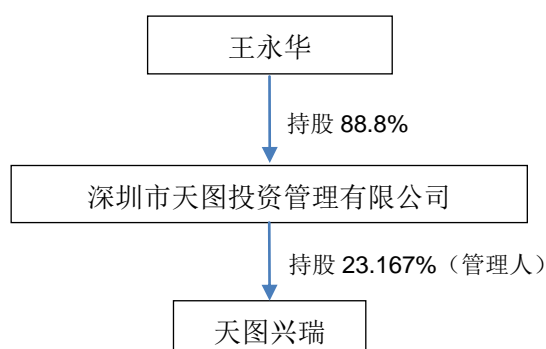 王永华
持股 88.8%
深圳市天图投资管理有限公司
持股 23.167%（管理人）
天图兴瑞